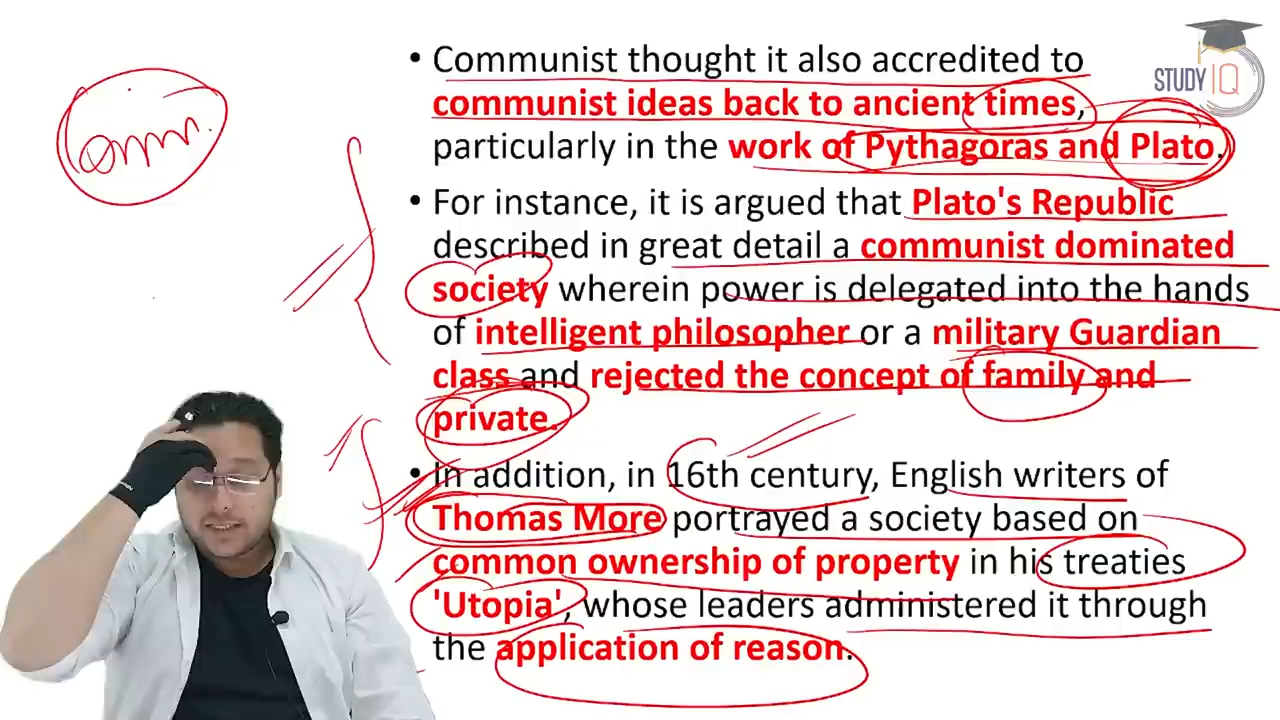 • Communist thought it also accredited to
communist ideas back to ancient times,
particularly in the work of Pythagoras and Plato.
• For instance, it is argued that Plato's Republic
described in great detail a communist dominated
society wherein power is delegated into the hands
of intelligent philosopher or a military Guardian
class and rejected the concept of family and
private.
• In addition, in 16th century, English writers of
Thomas More portrayed a society based on
common ownership of property in his treaties
'Utopia', whose leaders administered it through
the application of reason.
STUDY IQ